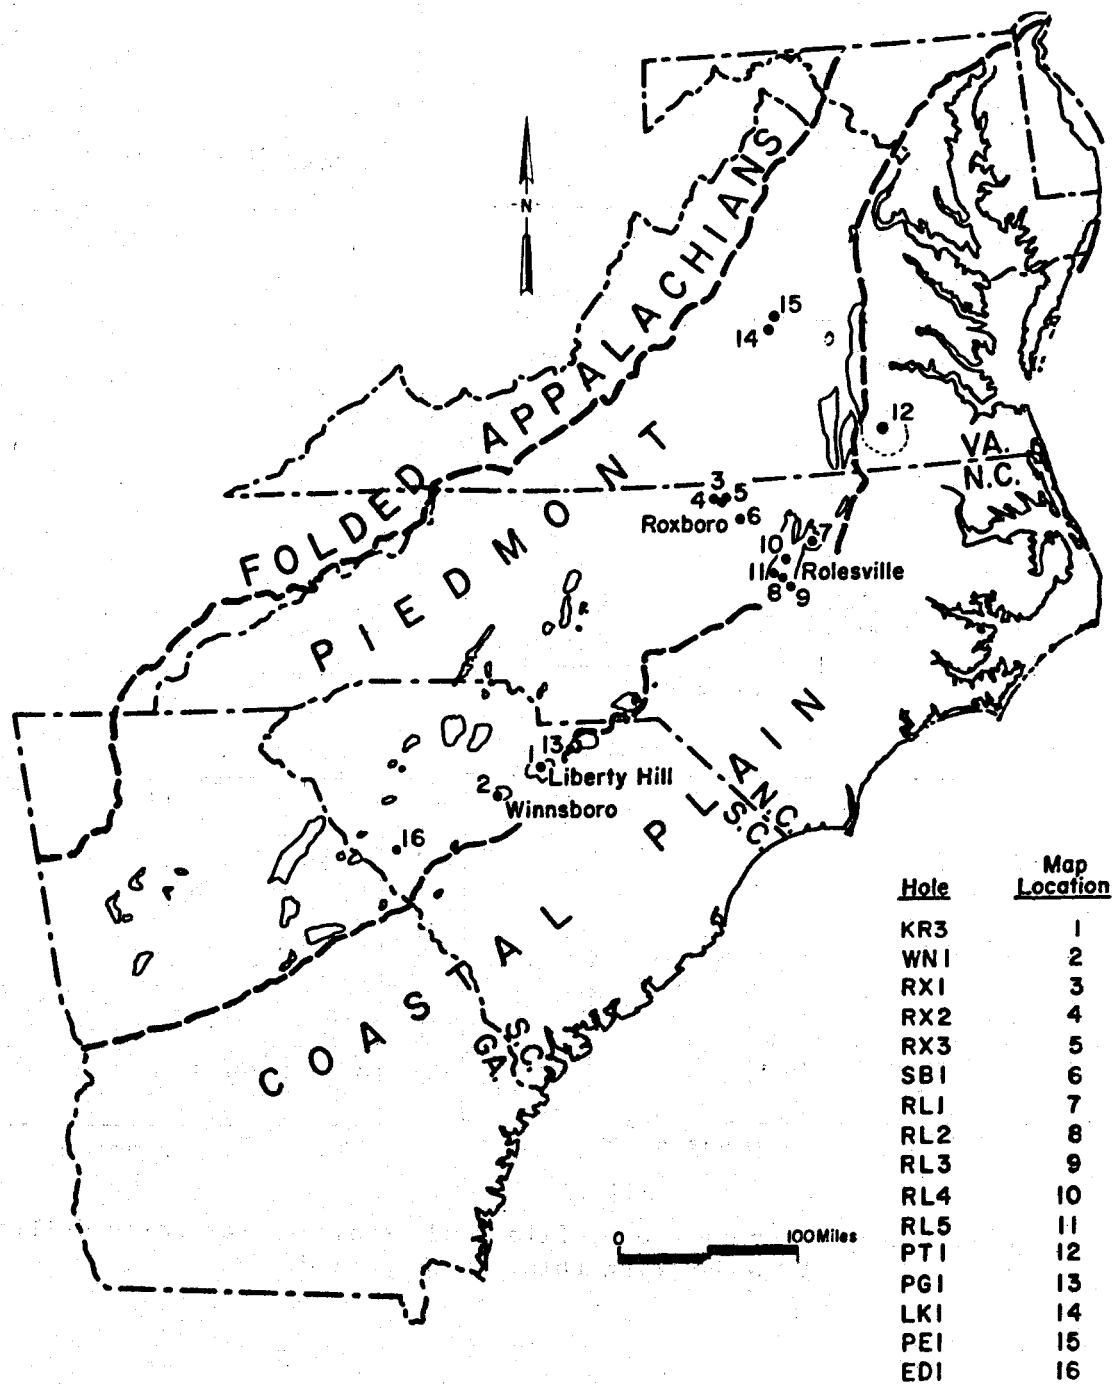 N
FOLDED APPALACHIANS
15
14
12
VA.
N.C.
PIEDMONT
3
4 5
Roxboro 6
7
10
Rolesville
11
8 9
13
1
Liberty Hill
2
Winnsboro
N.C.
S.C.
16
COASTAL PLAIN
S.C.
GA.
0 100 Miles
Hole Map Location
KR3 1
WN1 2
RX1 3
RX2 4
RX3 5
SB1 6
RL1 7
RL2 8
RL3 9
RL4 10
RL5 11
PT1 12
PG1 13
LK1 14
PE1 15
ED1 16